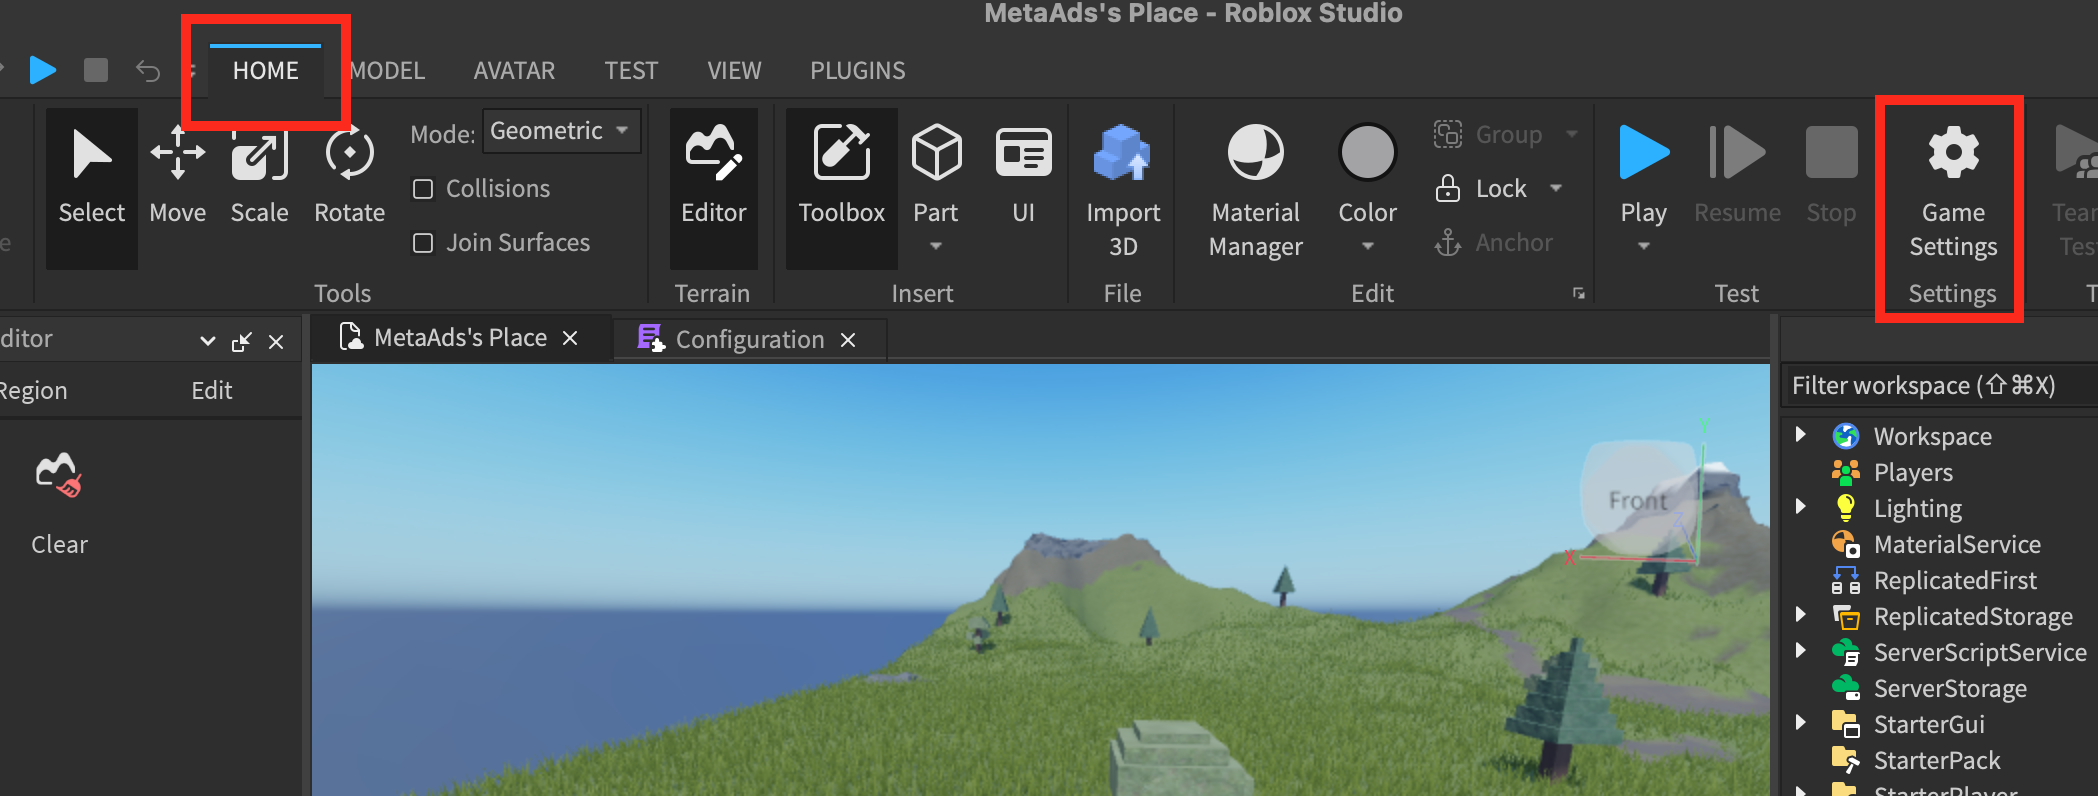 MetaAds's Place - Roblox Studio
HOME
MODEL
AVATAR
TEST
VIEW
PLUGINS
Select
Move
Scale
Rotate
Mode:
Geometric
Collisions
Join Surfaces
Tools
Editor
Terrain
Toolbox
Part
UI
Insert
Import
3D
File
Material
Manager
Color
Group
Lock
Anchor
Edit
Play
Resume
Stop
Test
Game
Settings
Settings
ditor
Region
Edit
Clear
MetaAds's Place
Configuration
Front
Y
Z
X
Filter workspace (⇧⌘X)
Workspace
Players
Lighting
MaterialService
ReplicatedFirst
ReplicatedStorage
ServerScriptService
ServerStorage
StarterGui
StarterPack
StarterPlayer